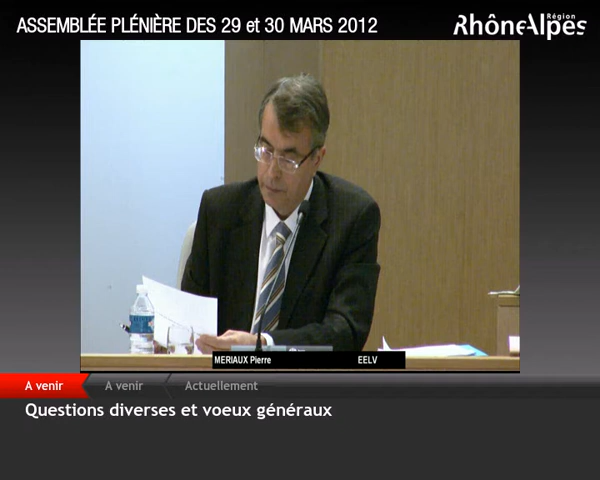 ASSEMBLÉE PLÉNIÈRE DES 29 et 30 MARS 2012
Région
RhôneAlpes
MERIAUX Pierre EELV
A venir A venir Actuellement
Questions diverses et voeux généraux